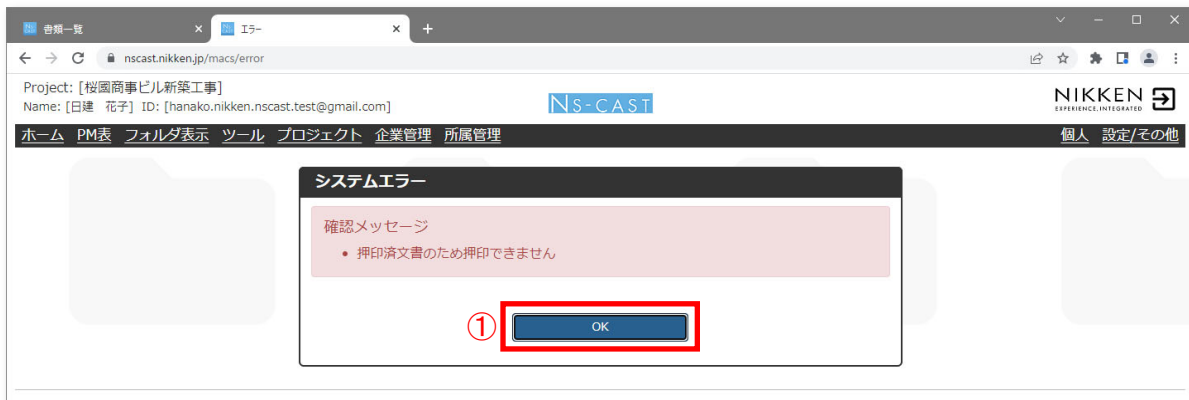 書類一覧
エラー
nscast.nikken.jp/macs/error
Project: [桜國商事ビル新築工事]
Name: [日建 花子] ID: [hanako.nikken.nscast.test@gmail.com]
NS-CAST
NIKKEN
EXPERIENCE, INTEGRATED
ホーム PM表 フォルダ表示 ツール プロジェクト 企業管理 所属管理 個人 設定/その他
システムエラー
確認メッセージ
• 押印済文書のため押印できません
① OK